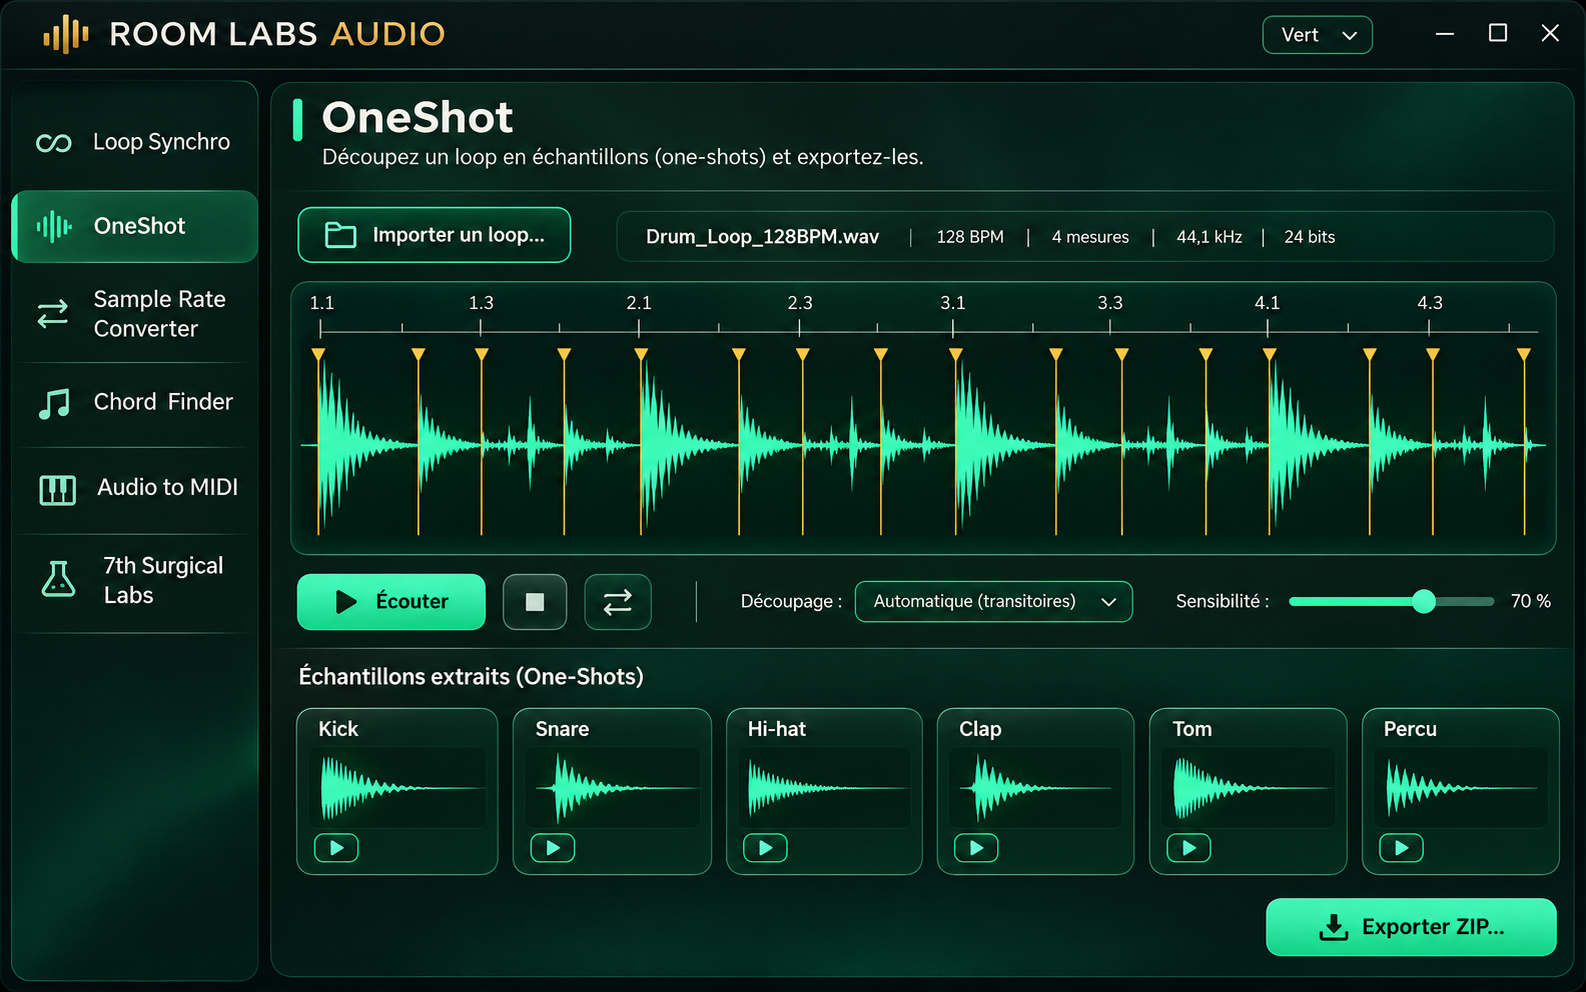 ROOM LABS AUDIO
Vert
Loop Synchro
OneShot
Sample Rate
Converter
Chord Finder
Audio to MIDI
7th Surgical
Labs
OneShot
Découpez un loop en échantillons (one-shots) et exportez-les.
Importer un loop...
Drum_Loop_128BPM.wav | 128 BPM | 4 mesures | 44,1 kHz | 24 bits
1.1 1.3 2.1 2.3 3.1 3.3 4.1 4.3
Écouter
Découpage : Automatique (transitoires)
Sensibilité : 70 %
Échantillons extraits (One-Shots)
Kick Snare Hi-hat Clap Tom Percu
Exporter ZIP...